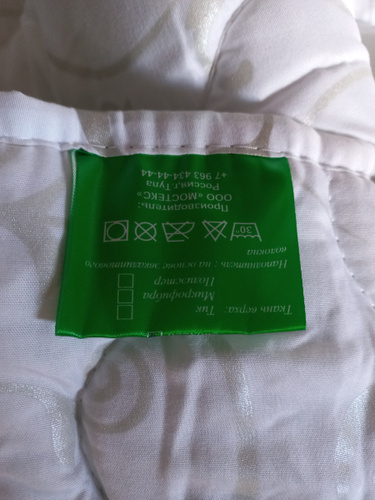 Ткань верха: Тик
Микрофибра
Полиэстер
Наполнитель: на основе эвкалиптового
волокна
30
Производитель:
ООО «МОСТЕКС»
Россия, Тула
+7 963 434-44-44